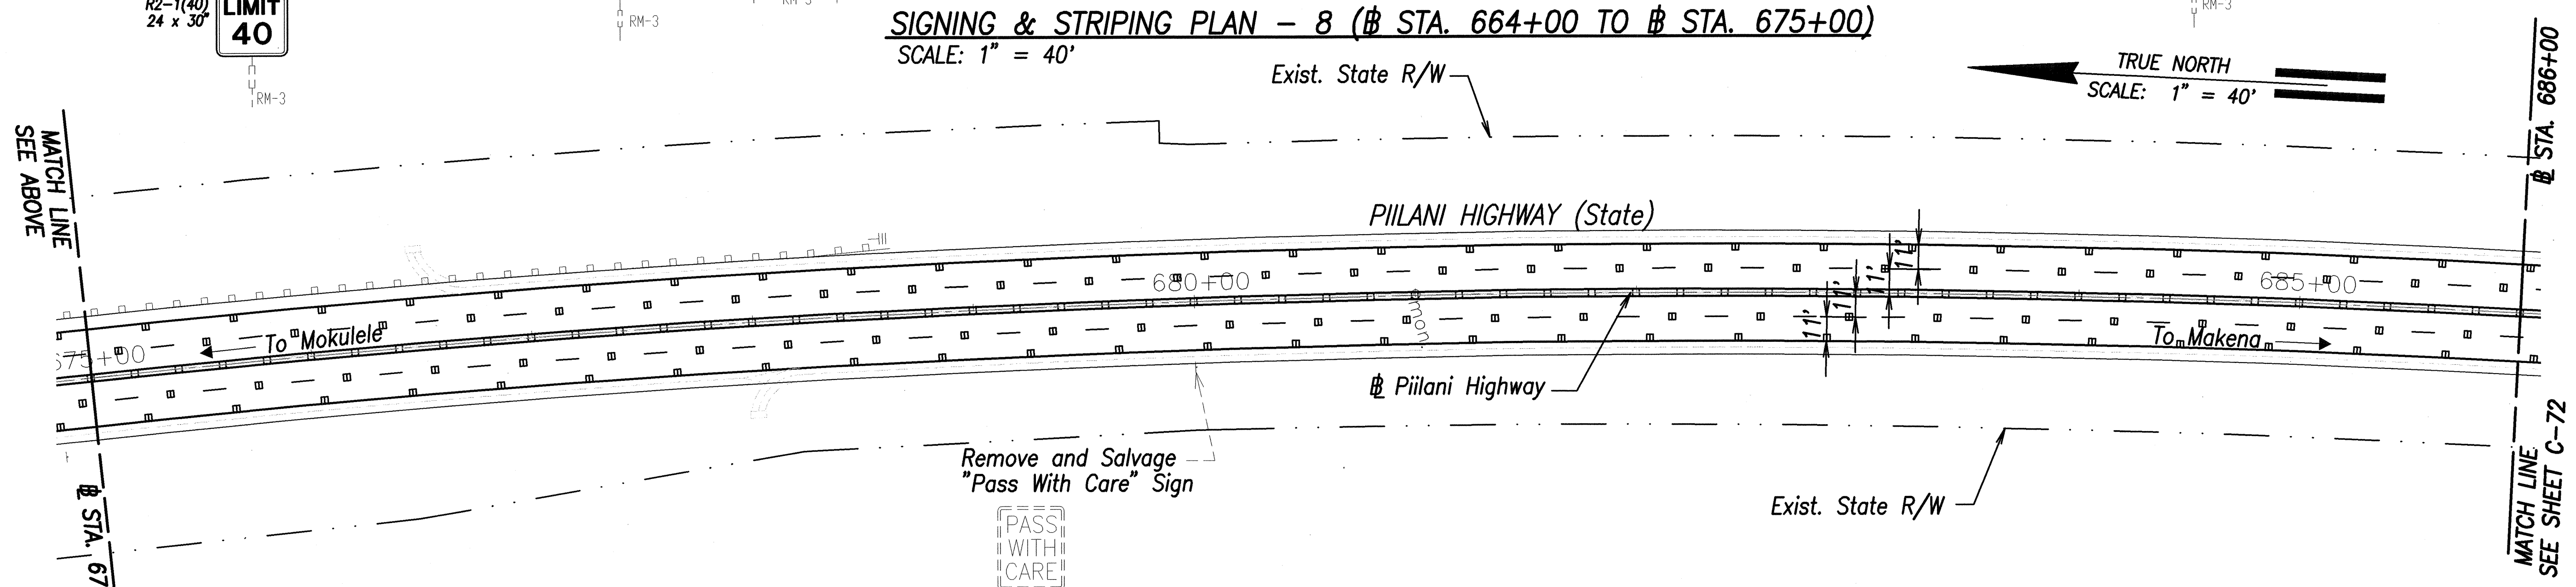 R2-1(40)
24 x 30"
LIMIT
40
RM-3
RM-3
RM-3
RM-3
SIGNING & STRIPING PLAN - 8 (℄ STA. 664+00 TO ℄ STA. 675+00)
SCALE: 1" = 40'
Exist. State R/W
TRUE NORTH
SCALE: 1" = 40'
℄ STA. 686+00
MATCH LINE
SEE ABOVE
PIILANI HIGHWAY (State)
675+00
To Mokulele
680+00
11'
11'
11'
11'
685+00
To Makena
℄ Piilani Highway
Remove and Salvage
"Pass With Care" Sign
PASS
WITH
CARE
Exist. State R/W
℄ STA. 67
MATCH LINE
SEE SHEET C-72